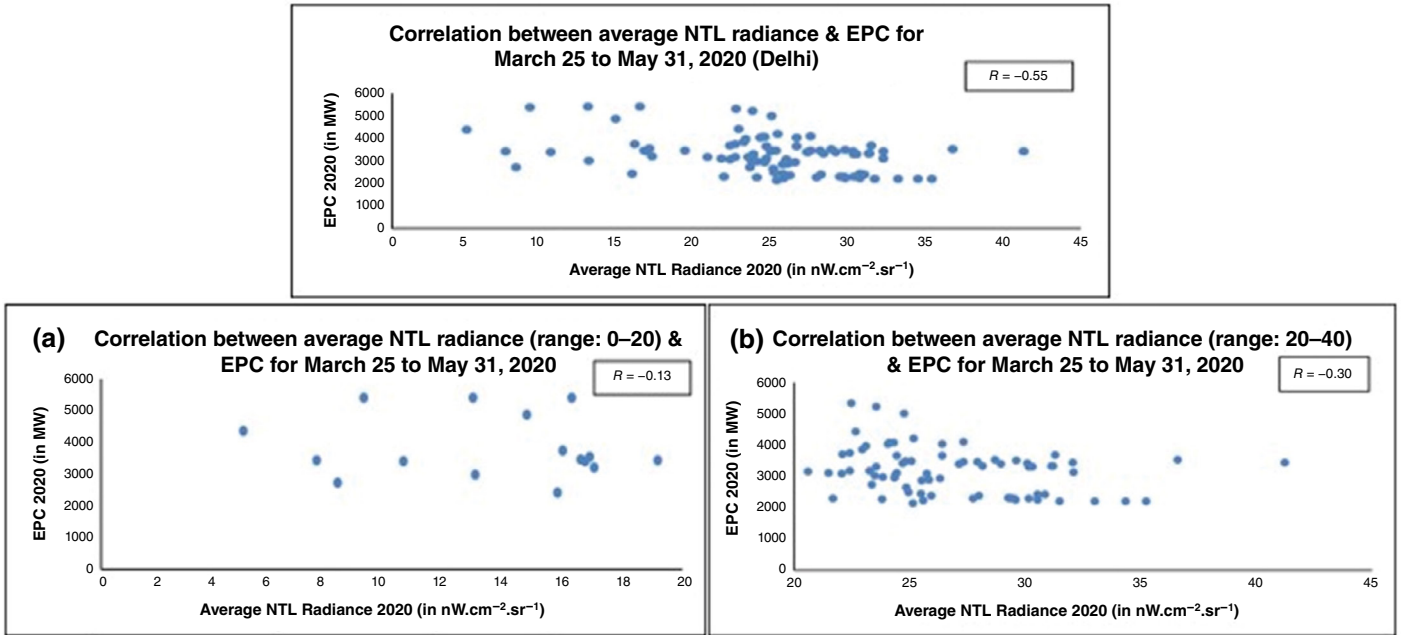 Correlation between average NTL radiance & EPC for
March 25 to May 31, 2020 (Delhi)
R = −0.55
EPC 2020 (in MW)
6000
5000
4000
3000
2000
1000
0
0 5 10 15 20 25 30 35 40 45
Average NTL Radiance 2020 (in nW.cm⁻².sr⁻¹)
(a) Correlation between average NTL radiance (range: 0–20) &
EPC for March 25 to May 31, 2020
R = −0.13
EPC 2020 (in MW)
6000
5000
4000
3000
2000
1000
0
0 2 4 6 8 10 12 14 16 18 20
Average NTL Radiance 2020 (in nW.cm⁻².sr⁻¹)
(b) Correlation between average NTL radiance (range: 20–40)
& EPC for March 25 to May 31, 2020
R = −0.30
EPC 2020 (in MW)
6000
5000
4000
3000
2000
1000
0
20 25 30 35 40 45
Average NTL Radiance 2020 (in nW.cm⁻².sr⁻¹)